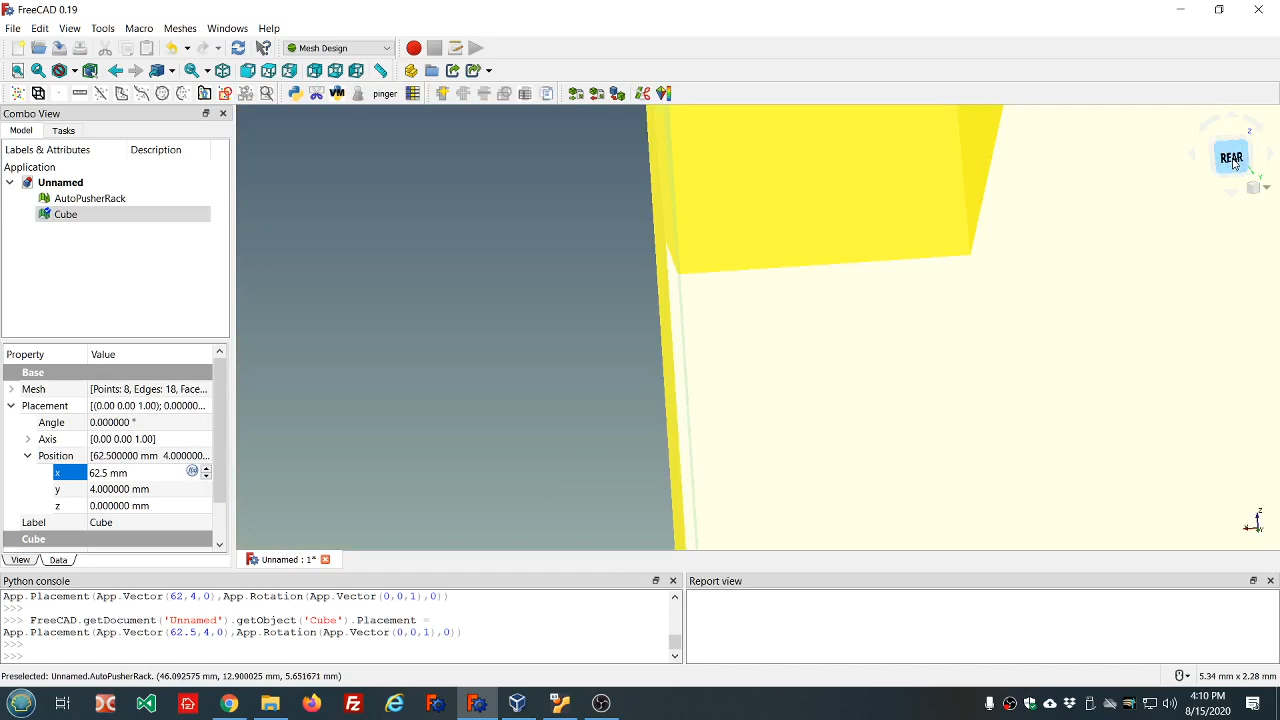 FreeCAD 0.19
File Edit View Tools Macro Meshes Windows Help
Mesh Design
pinger
Combo View
Model Tasks
Labels & Attributes Description
Application
Unnamed
AutoPusherRack
Cube
Property Value
Base
Mesh [Points: 8, Edges: 18, Face...
Placement [(0.00 0.00 1.00); 0.00000...
Angle 0.000000 °
Axis [0.00 0.00 1.00]
Position [62.500000 mm 4.000000...
x 62.5 mm
y 4.000000 mm
z 0.000000 mm
Label Cube
Cube
View Data
REAR
Z
Y
Z
Unnamed : 1*
Python console
App.Placement(App.Vector(62,4,0),App.Rotation(App.Vector(0,0,1),0))
>>>
>>> FreeCAD.getDocument('Unnamed').getObject('Cube').Placement =
App.Placement(App.Vector(62.5,4,0),App.Rotation(App.Vector(0,0,1),0))
>>>
>>>
Report view
Preselected: Unnamed.AutoPusherRack. (46.092575 mm, 12.900025 mm, 5.651671 mm)
5.34 mm x 2.28 mm
4:10 PM
8/15/2020